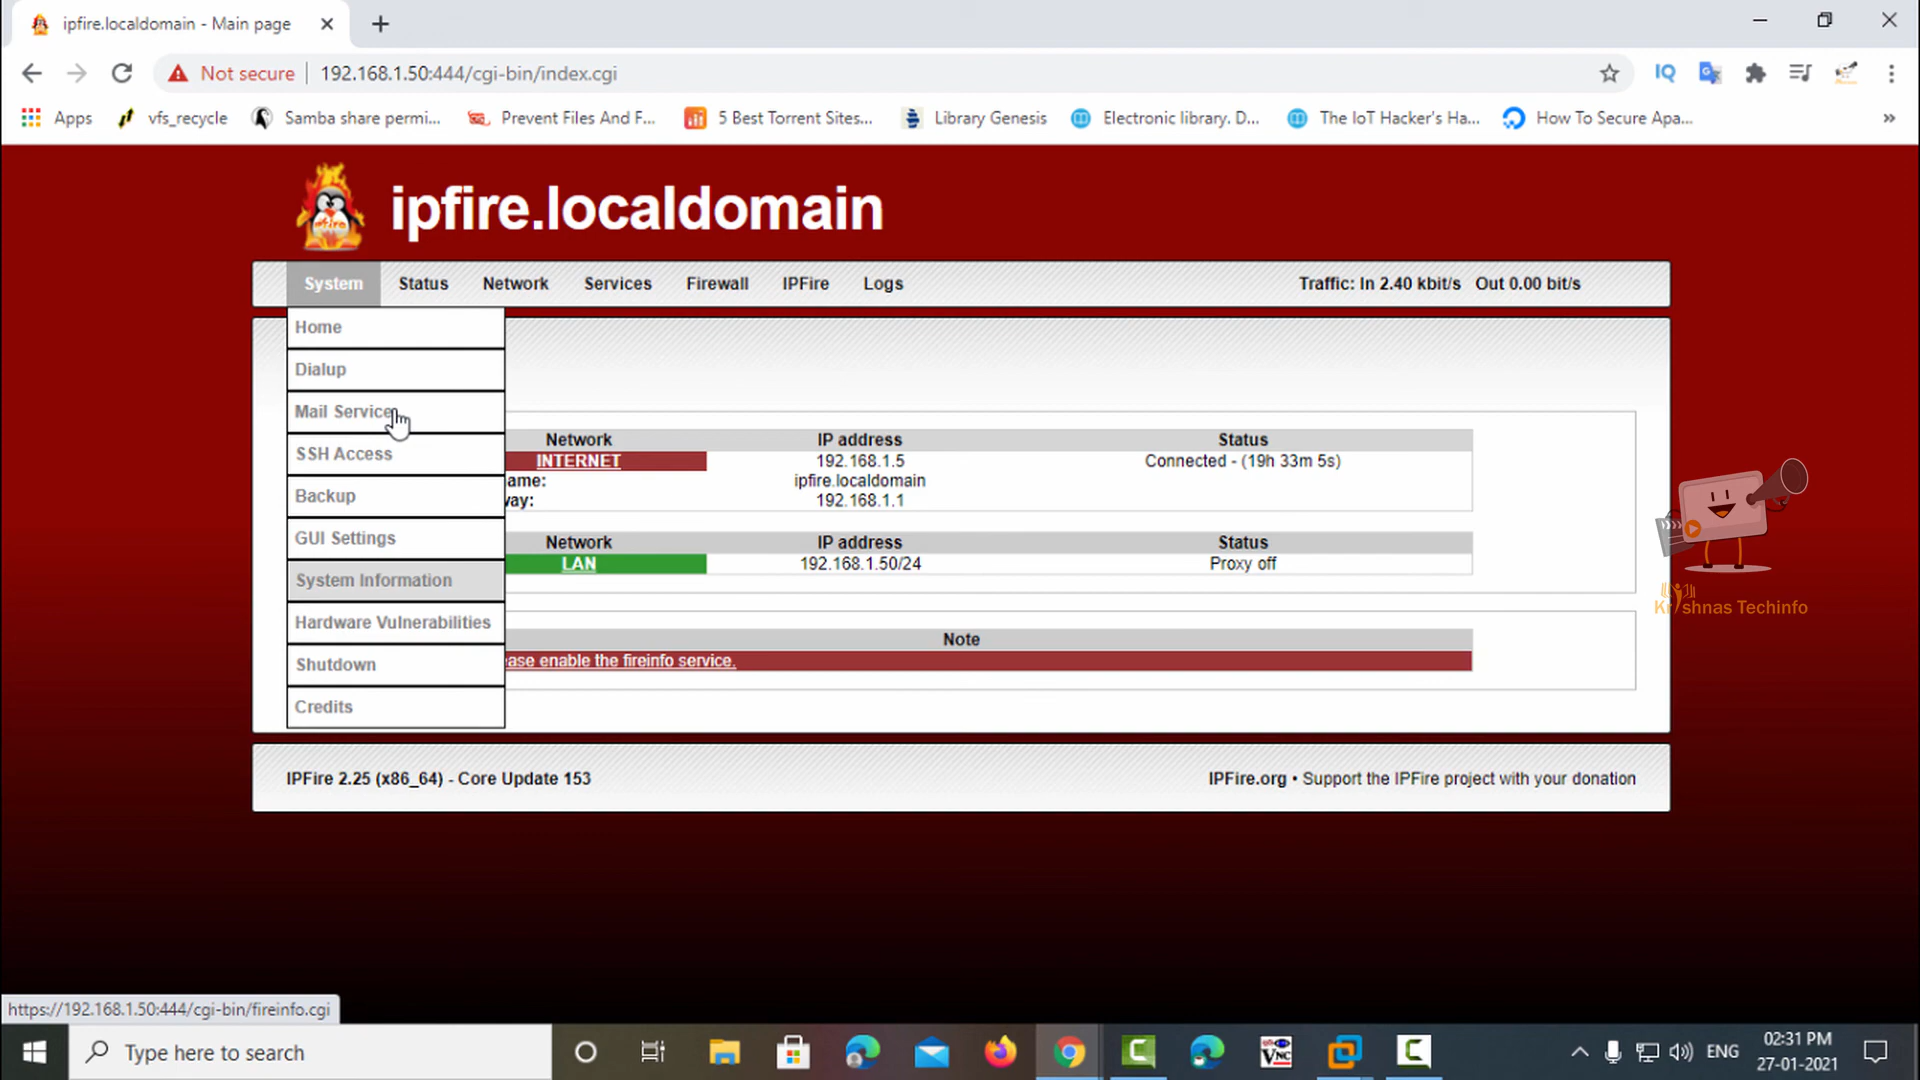 ipfire.localdomain - Main page
Not secure
192.168.1.50:444/cgi-bin/index.cgi
IQ
Apps
vfs_recycle
Samba share permi...
Prevent Files And F...
5 Best Torrent Sites...
Library Genesis
Electronic library. D...
The IoT Hacker's Ha...
How To Secure Apa...
»
ipfire.localdomain
System Status Network Services Firewall IPFire Logs
Traffic: In 2.40 kbit/s Out 0.00 bit/s
Home
Dialup
Mail Service
SSH Access
Backup
GUI Settings
System Information
Hardware Vulnerabilities
Shutdown
Credits
Network IP address Status
INTERNET 192.168.1.5 Connected - (19h 33m 5s)
ame: ipfire.localdomain
way: 192.168.1.1
Network IP address Status
LAN 192.168.1.50/24 Proxy off
Note
ease enable the fireinfo service.
Krishnas Techinfo
IPFire 2.25 (x86_64) - Core Update 153
IPFire.org • Support the IPFire project with your donation
https://192.168.1.50:444/cgi-bin/fireinfo.cgi
Type here to search
VNC
ENG
02:31 PM
27-01-2021